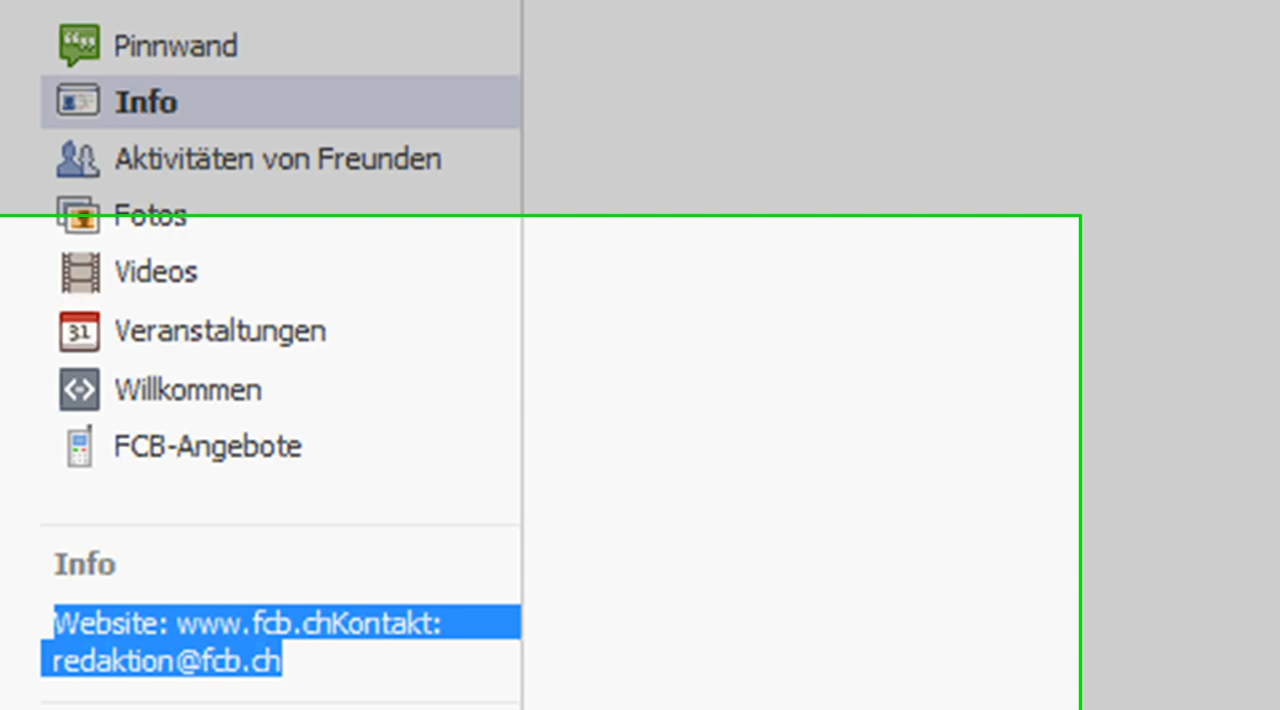 Pinnwand
Info
Aktivitäten von Freunden
Fotos
Videos
31
Veranstaltungen
Willkommen
FCB-Angebote
Info
Website: www.fcb.chKontakt:
redaktion@fcb.ch